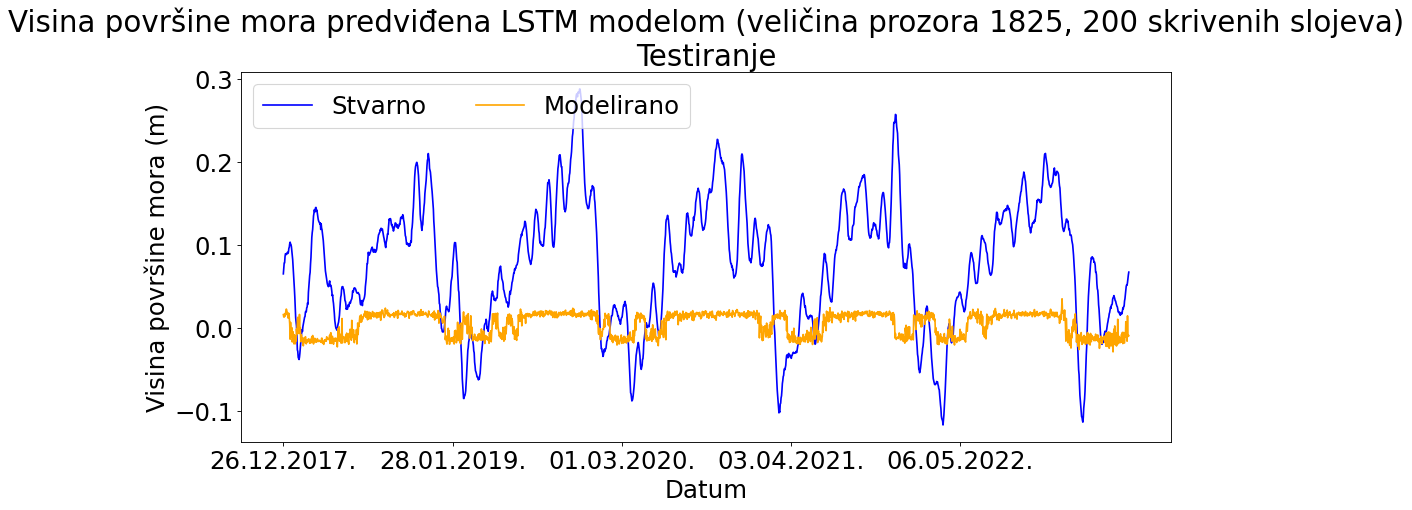 Visina površine mora predviđena LSTM modelom (veličina prozora 1825, 200 skrivenih slojeva)
Testiranje
Stvarno Modelirano
Visina površine mora (m)
0.3
0.2
0.1
0.0
−0.1
26.12.2017. 28.01.2019. 01.03.2020. 03.04.2021. 06.05.2022.
Datum